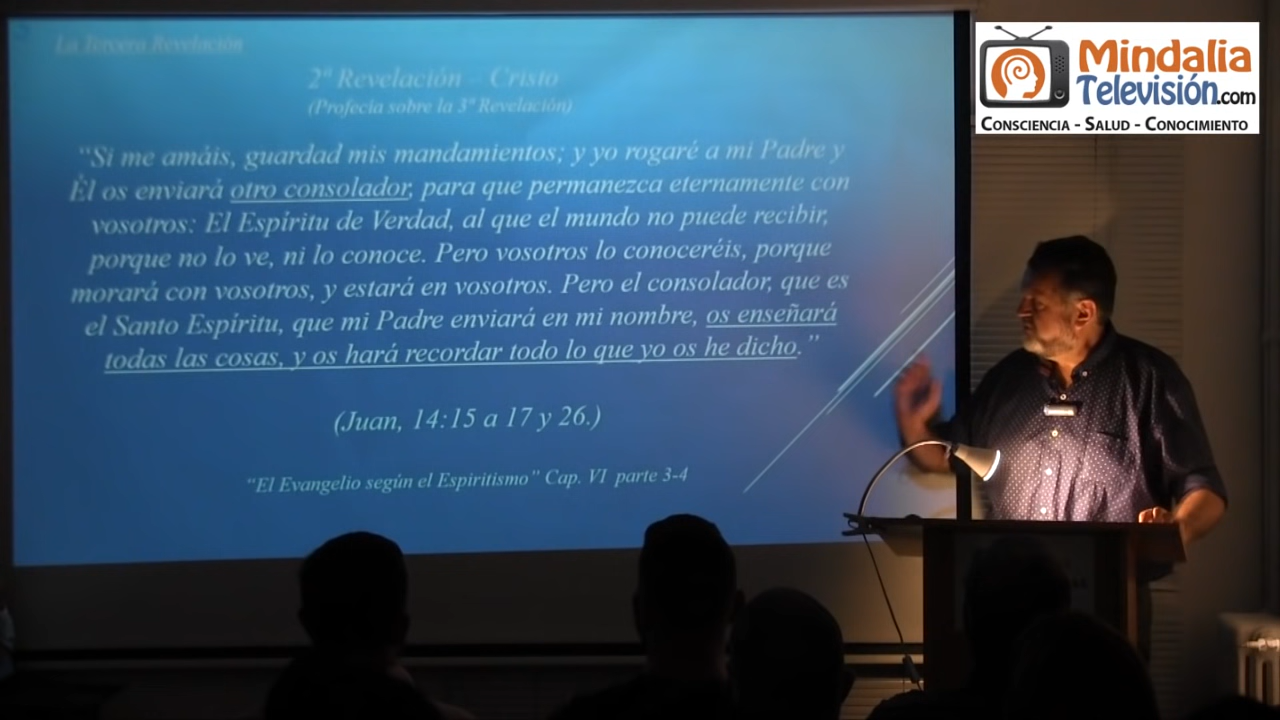 La Tercera Revelación
2ª Revelación – Cristo
(Profecía sobre la 3ª Revelación)
“Si me amáis, guardad mis mandamientos; y yo rogaré a mi Padre y
Él os enviará otro consolador, para que permanezca eternamente con
vosotros: El Espíritu de Verdad, al que el mundo no puede recibir,
porque no lo ve, ni lo conoce. Pero vosotros lo conoceréis, porque
morará con vosotros, y estará en vosotros. Pero el consolador, que es
el Santo Espíritu, que mi Padre enviará en mi nombre, os enseñará
todas las cosas, y os hará recordar todo lo que yo os he dicho.”
(Juan, 14:15 a 17 y 26.)
“El Evangelio según el Espiritismo” Cap. VI parte 3-4
Mindalia
Televisión.com
Consciencia - Salud - Conocimiento